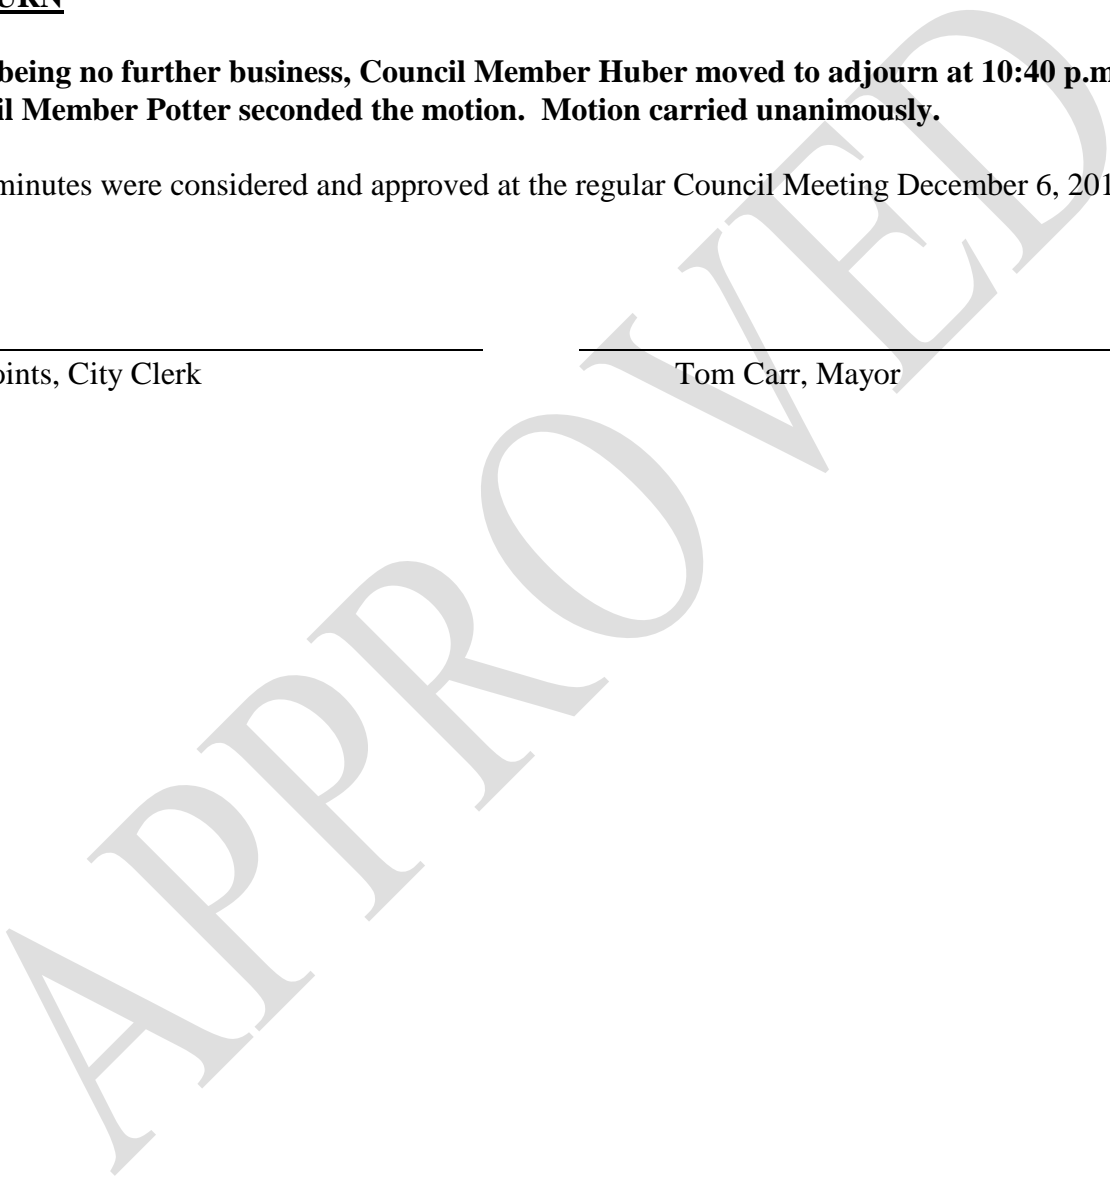 URN
being no further business, Council Member Huber moved to adjourn at 10:40 p.m
il Member Potter seconded the motion.  Motion carried unanimously.
minutes were considered and approved at the regular Council Meeting December 6, 201
oints, City Clerk
Tom Carr, Mayor
APPROVED